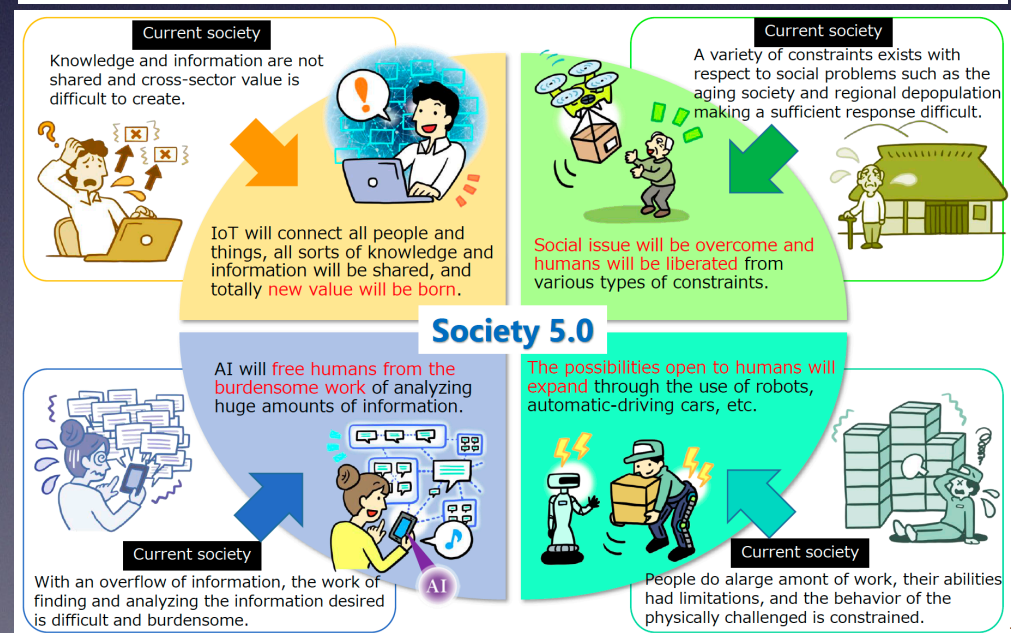 Current society
Knowledge and information are not
shared and cross-sector value is
difficult to create.
IoT will connect all people and
things, all sorts of knowledge and
information will be shared, and
totally new value will be born.
Current society
A variety of constraints exists with
respect to social problems such as the
aging society and regional depopulation
making a sufficient response difficult.
Social issue will be overcome and
humans will be liberated from
various types of constraints.
Society 5.0
AI will free humans from the
burdensome work of analyzing
huge amounts of information.
AI
Current society
With an overflow of information, the work of
finding and analyzing the information desired
is difficult and burdensome.
The possibilities open to humans will
expand through the use of robots,
automatic-driving cars, etc.
Current society
People do alarge amont of work, their abilities
had limitations, and the behavior of the
physically challenged is constrained.